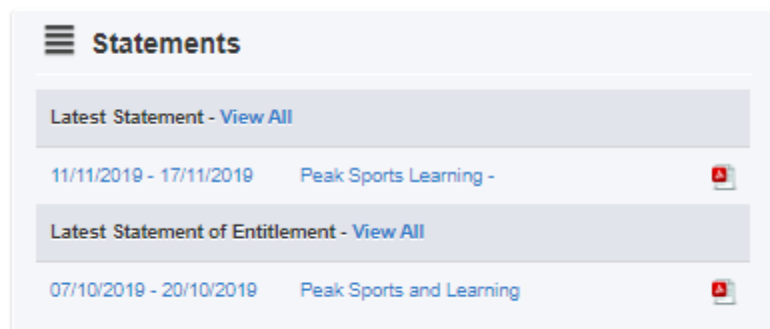 Statements
Latest Statement - View All
11/11/2019 - 17/11/2019 Peak Sports Learning -
Latest Statement of Entitlement - View All
07/10/2019 - 20/10/2019 Peak Sports and Learning